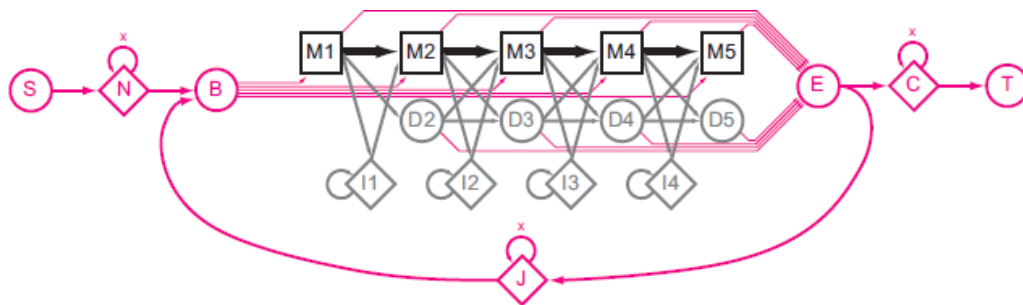 x
x
M1 M2 M3 M4 M5
S N B E C T
D2 D3 D4 D5
I1 I2 I3 I4
x
J